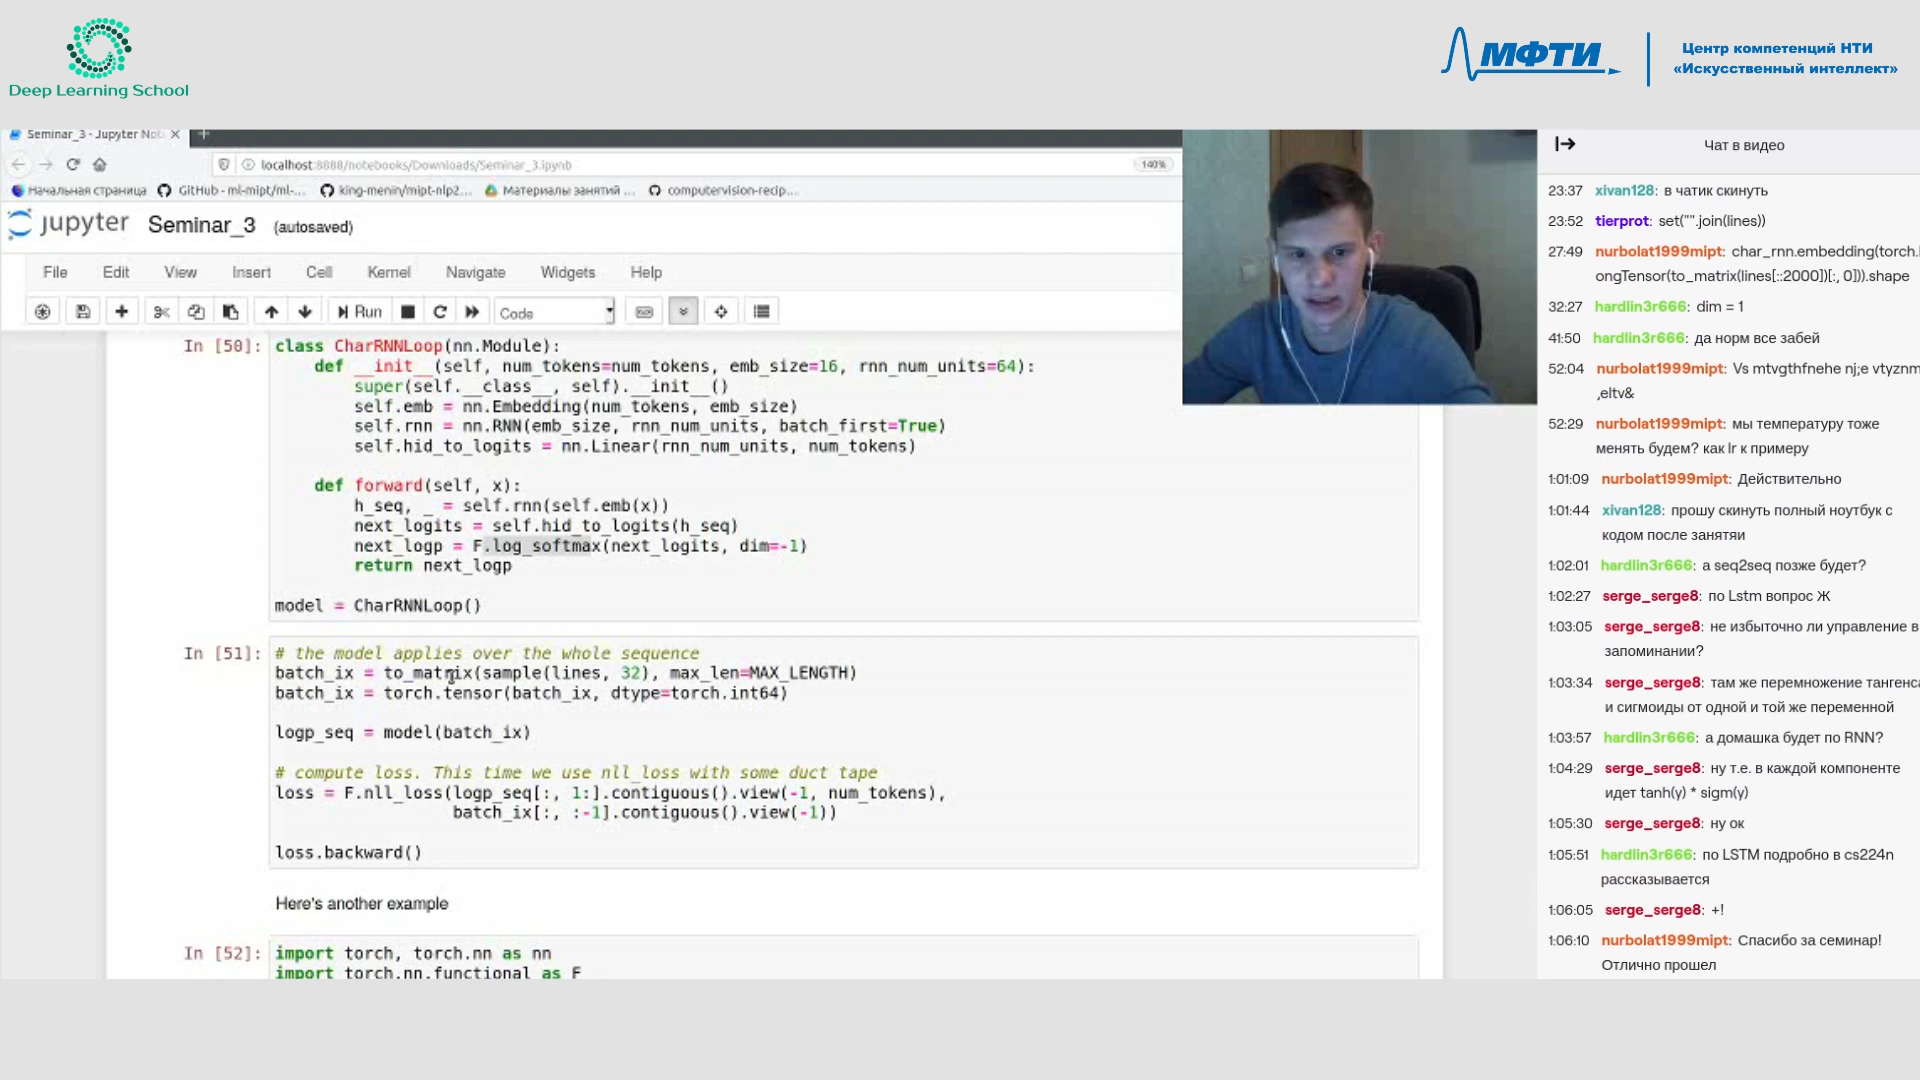 Deep Learning School
МФТИ
Центр компетенций НТИ
«Искусственный интеллект»
Seminar_3 - Jupyter Not
localhost:8888/notebooks/Downloads/Seminar_3.ipynb
140%
Начальная страница
GitHub - ml-mipt/ml-...
king-menin/mipt-nlp2...
Материалы занятий ...
computervision-recip...
jupyter Seminar_3 (autosaved)
File Edit View Insert Cell Kernel Navigate Widgets Help
Run
Code
In [50]: class CharRNNLoop(nn.Module):
    def __init__(self, num_tokens=num_tokens, emb_size=16, rnn_num_units=64):
        super(self.__class__, self).__init__()
        self.emb = nn.Embedding(num_tokens, emb_size)
        self.rnn = nn.RNN(emb_size, rnn_num_units, batch_first=True)
        self.hid_to_logits = nn.Linear(rnn_num_units, num_tokens)
    def forward(self, x):
        h_seq, _ = self.rnn(self.emb(x))
        next_logits = self.hid_to_logits(h_seq)
        next_logp = F.log_softmax(next_logits, dim=-1)
        return next_logp
model = CharRNNLoop()
In [51]: # the model applies over the whole sequence
batch_ix = to_matrix(sample(lines, 32), max_len=MAX_LENGTH)
batch_ix = torch.tensor(batch_ix, dtype=torch.int64)
logp_seq = model(batch_ix)
# compute loss. This time we use nll_loss with some duct tape
loss = F.nll_loss(logp_seq[:, 1:].contiguous().view(-1, num_tokens),
                  batch_ix[:, :-1].contiguous().view(-1))
loss.backward()
Here's another example
In [52]: import torch, torch.nn as nn
import torch.nn.functional as F
Чат в видео
23:37 xivan128: в чатик скинуть
23:52 tierprot: set("".join(lines))
27:49 nurbolat1999mipt: char_rnn.embedding(torch.l
ongTensor(to_matrix(lines[::2000])[:, 0])).shape
32:27 hardlin3r666: dim = 1
41:50 hardlin3r666: да норм все забей
52:04 nurbolat1999mipt: Vs mtvgthfnehe nj;e vtyznm
,eltv&
52:29 nurbolat1999mipt: мы температуру тоже
менять будем? как lr к примеру
1:01:09 nurbolat1999mipt: Действительно
1:01:44 xivan128: прошу скинуть полный ноутбук с
кодом после занятяи
1:02:01 hardlin3r666: а seq2seq позже будет?
1:02:27 serge_serge8: по Lstm вопрос Ж
1:03:05 serge_serge8: не избыточно ли управление в
запоминании?
1:03:34 serge_serge8: там же перемножение тангенса
и сигмоиды от одной и той же переменной
1:03:57 hardlin3r666: а домашка будет по RNN?
1:04:29 serge_serge8: ну т.е. в каждой компоненте
идет tanh(y) * sigm(y)
1:05:30 serge_serge8: ну ок
1:05:51 hardlin3r666: по LSTM подробно в cs224n
рассказывается
1:06:05 serge_serge8: +!
1:06:10 nurbolat1999mipt: Спасибо за семинар!
Отлично прошел